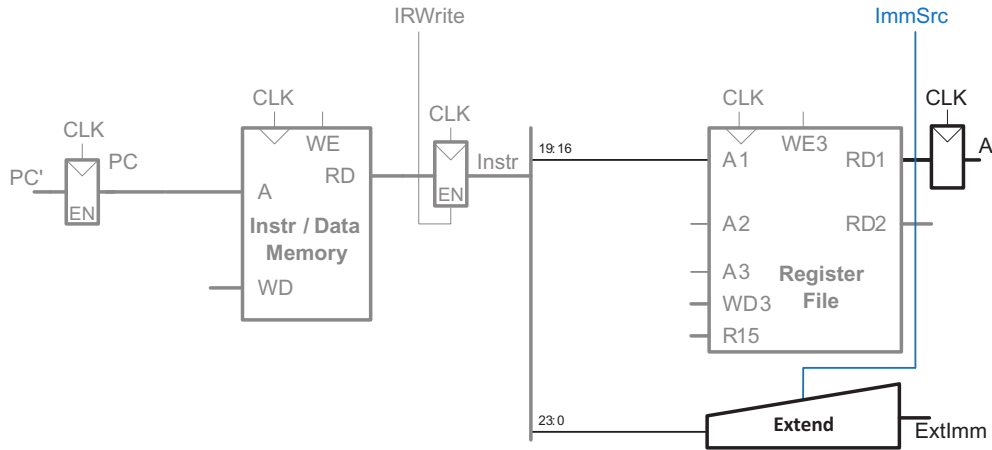 IRWrite
ImmSrc
CLK
CLK
CLK
CLK
CLK
WE
WE3
PC'
PC
EN
A
RD
EN
Instr
19:16
A1
RD1
A
Instr / Data
Memory
A2
RD2
WD
A3
Register
File
WD3
R15
23:0
Extend
ExtImm